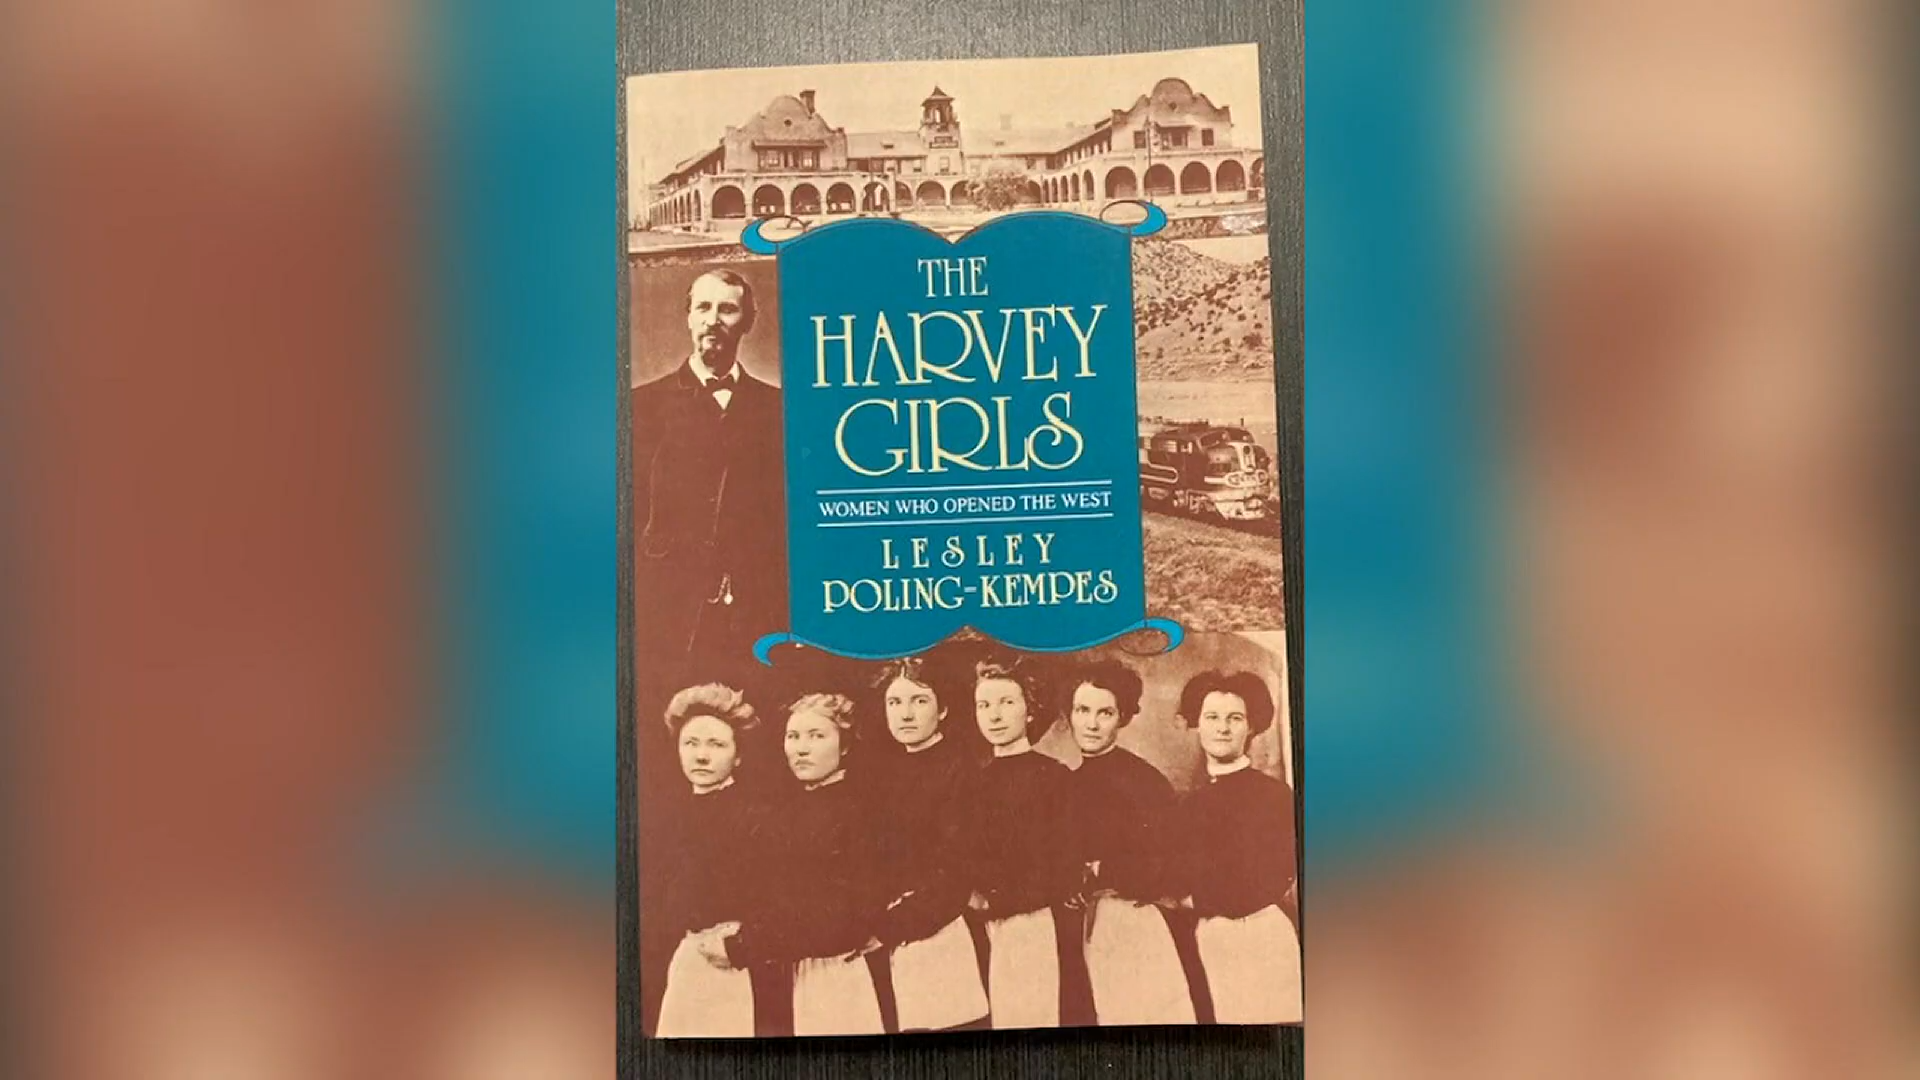 THE
HARVEY
GIRLS
WOMEN WHO OPENED THE WEST
LESLEY
POLING-KEMPES